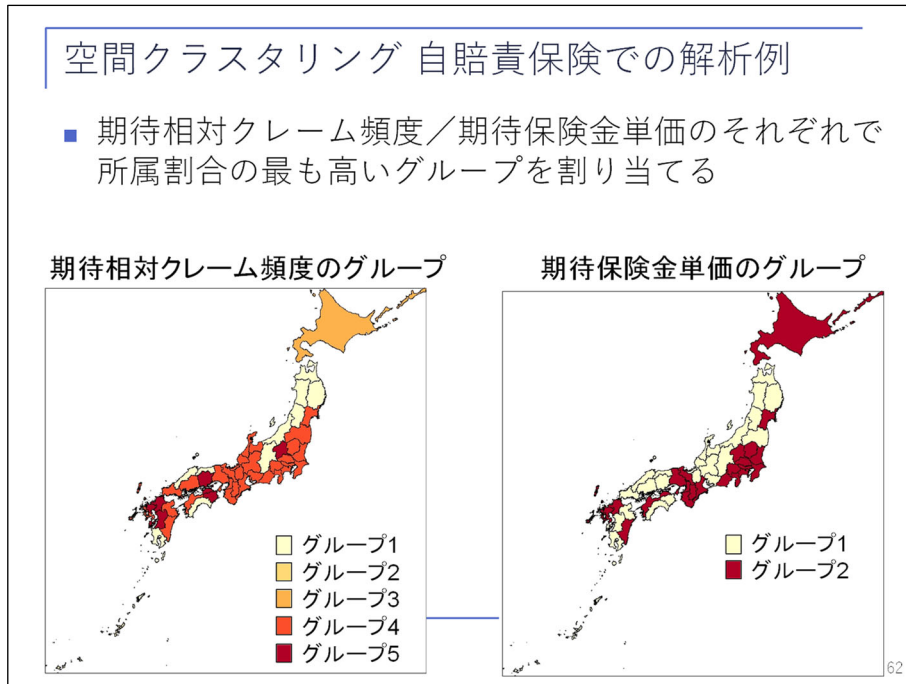 空間クラスタリング 自賠責保険での解析例
■ 期待相対クレーム頻度／期待保険金単価のそれぞれで
所属割合の最も高いグループを割り当てる
期待相対クレーム頻度のグループ
グループ1
グループ2
グループ3
グループ4
グループ5
期待保険金単価のグループ
グループ1
グループ2
62